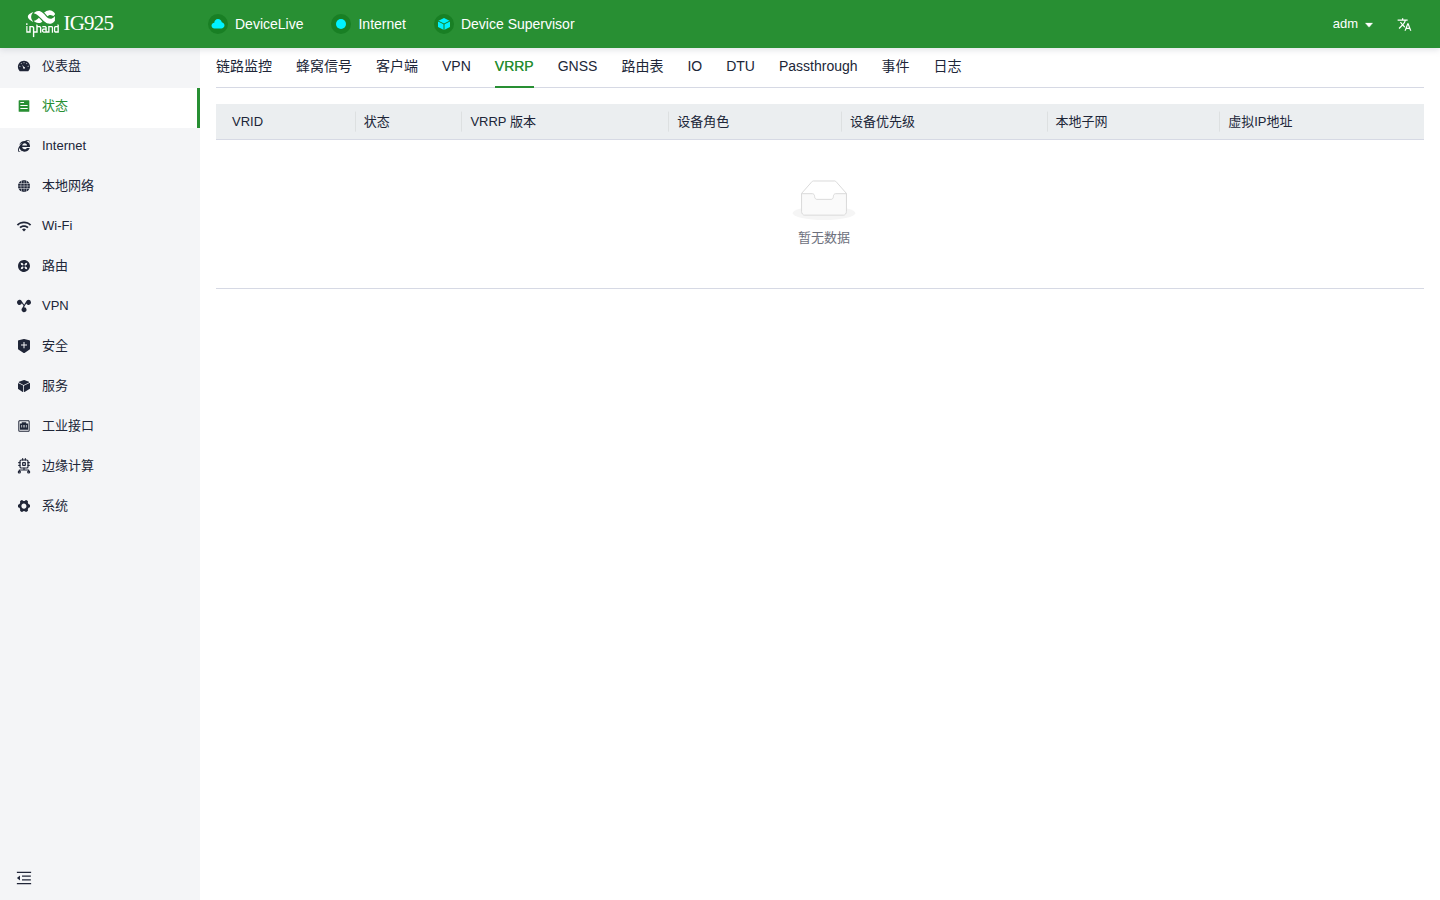 inhand IG925
DeviceLive Internet Device Supervisor
adm
仪表盘
状态
Internet
本地网络
Wi-Fi
路由
VPN
安全
服务
工业接口
边缘计算
系统
链路监控 蜂窝信号 客户端 VPN VRRP GNSS 路由表 IO DTU Passthrough 事件 日志
VRID 状态 VRRP 版本 设备角色 设备优先级 本地子网 虚拟IP地址
暂无数据